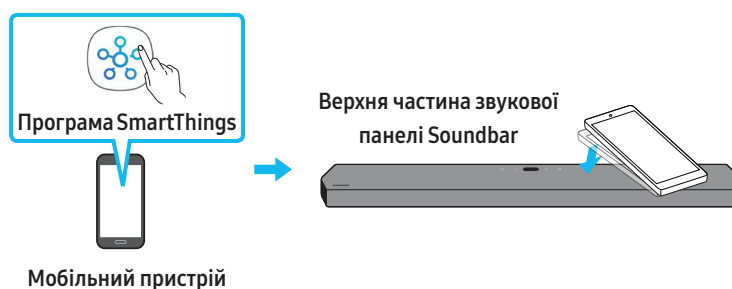 Програма SmartThings
Верхня частина звукової
панелі Soundbar
Мобільний пристрій